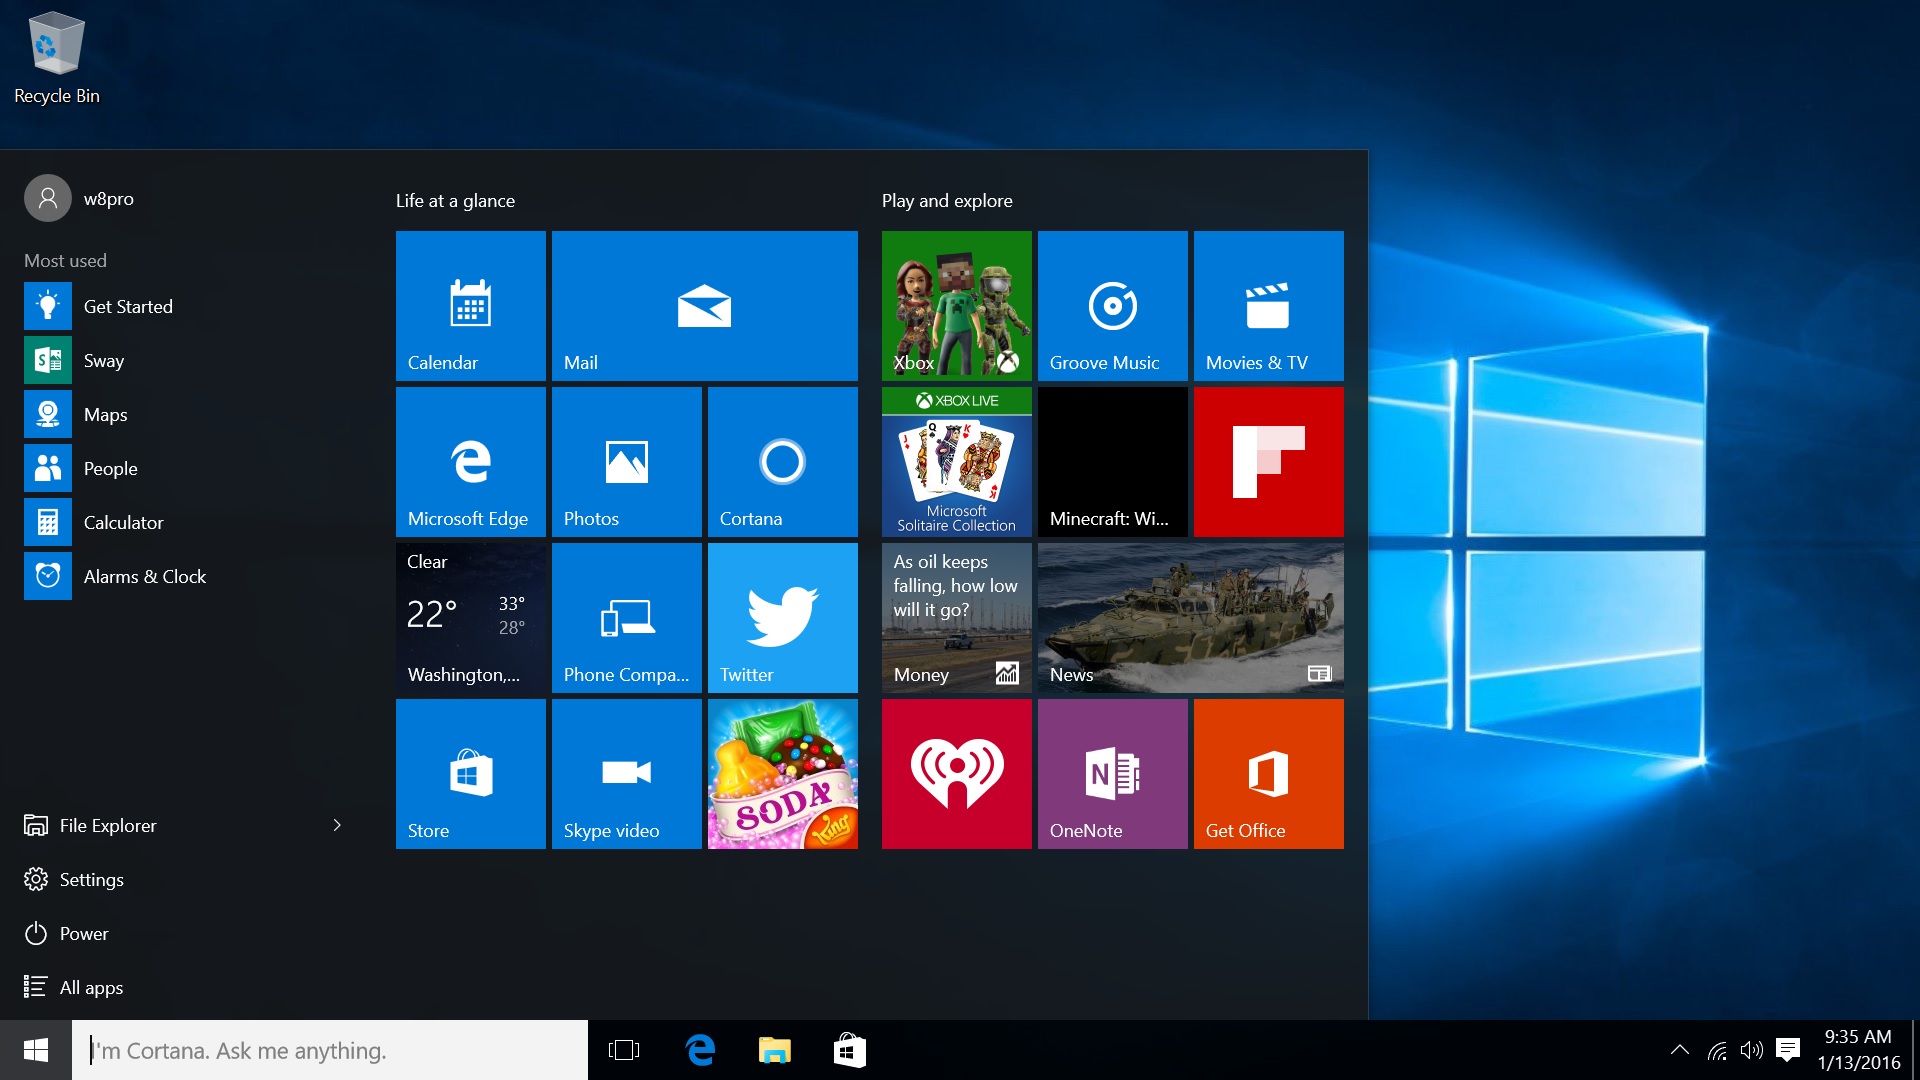 Recycle Bin
w8pro
Most used
Get Started
Sway
Maps
People
Calculator
Alarms & Clock
File Explorer
Settings
Power
All apps
Life at a glance
Calendar
Mail
Microsoft Edge
Photos
Cortana
Clear
22°
33°
28°
Washington,...
Phone Compa...
Twitter
Store
Skype video
SODA
King
Play and explore
Xbox
Groove Music
Movies & TV
XBOX LIVE
J
Q
K
K
Microsoft
Solitaire Collection
Minecraft: Wi...
As oil keeps
falling, how low
will it go?
Money
News
N
OneNote
Get Office
I'm Cortana. Ask me anything.
9:35 AM
1/13/2016